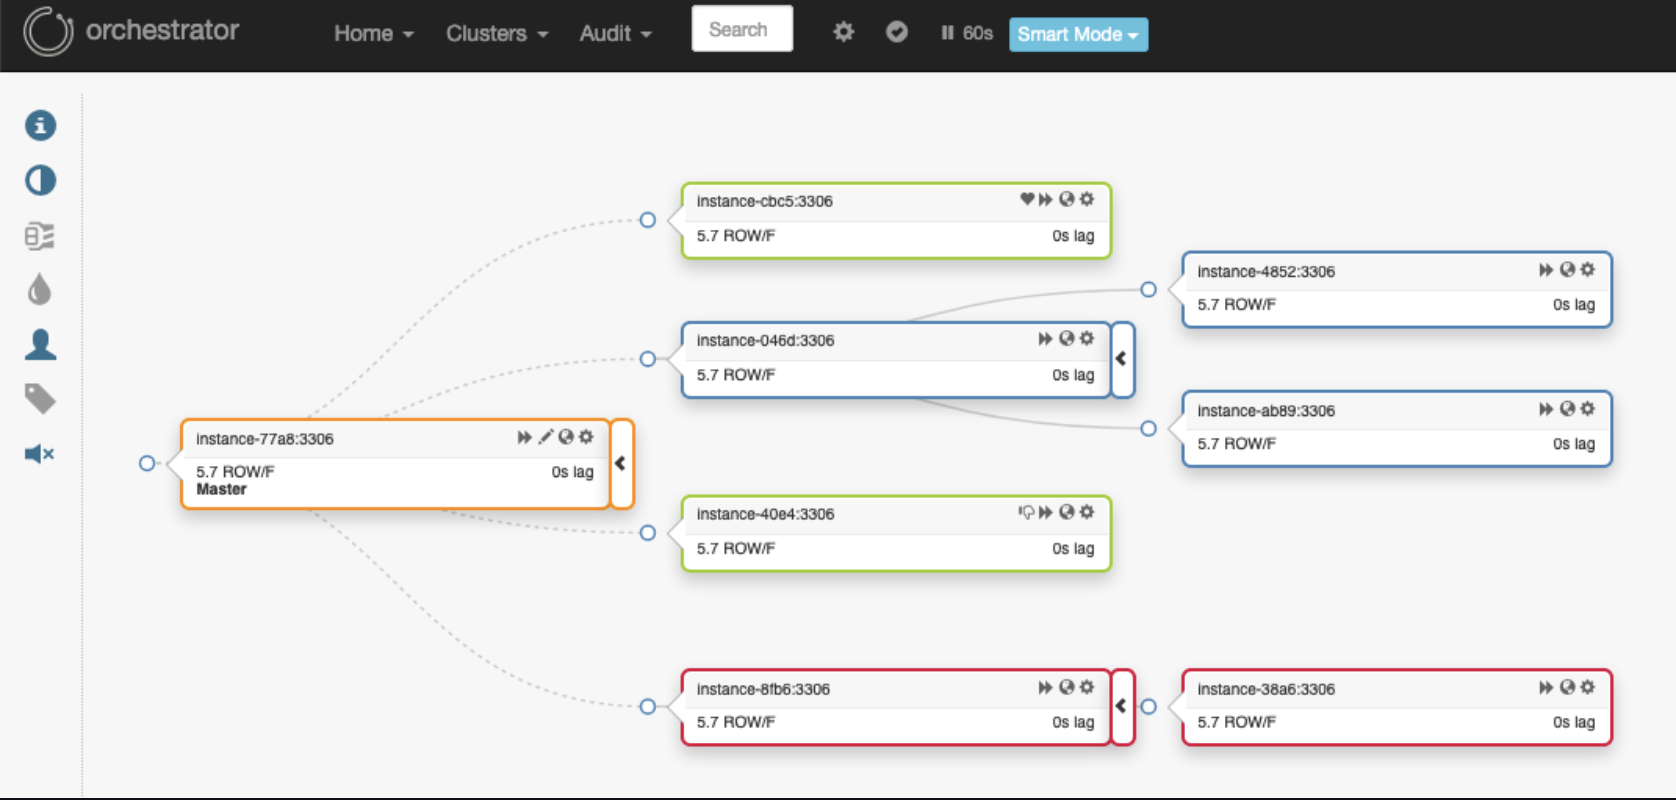 orchestrator
Home
Clusters
Audit
Search
60s
Smart Mode
instance-cbc5:3306
5.7 ROW/F
0s lag
instance-4852:3306
5.7 ROW/F
0s lag
instance-046d:3306
5.7 ROW/F
0s lag
instance-ab89:3306
5.7 ROW/F
0s lag
instance-77a8:3306
5.7 ROW/F
0s lag
Master
instance-40e4:3306
5.7 ROW/F
0s lag
instance-8fb6:3306
5.7 ROW/F
0s lag
instance-38a6:3306
5.7 ROW/F
0s lag